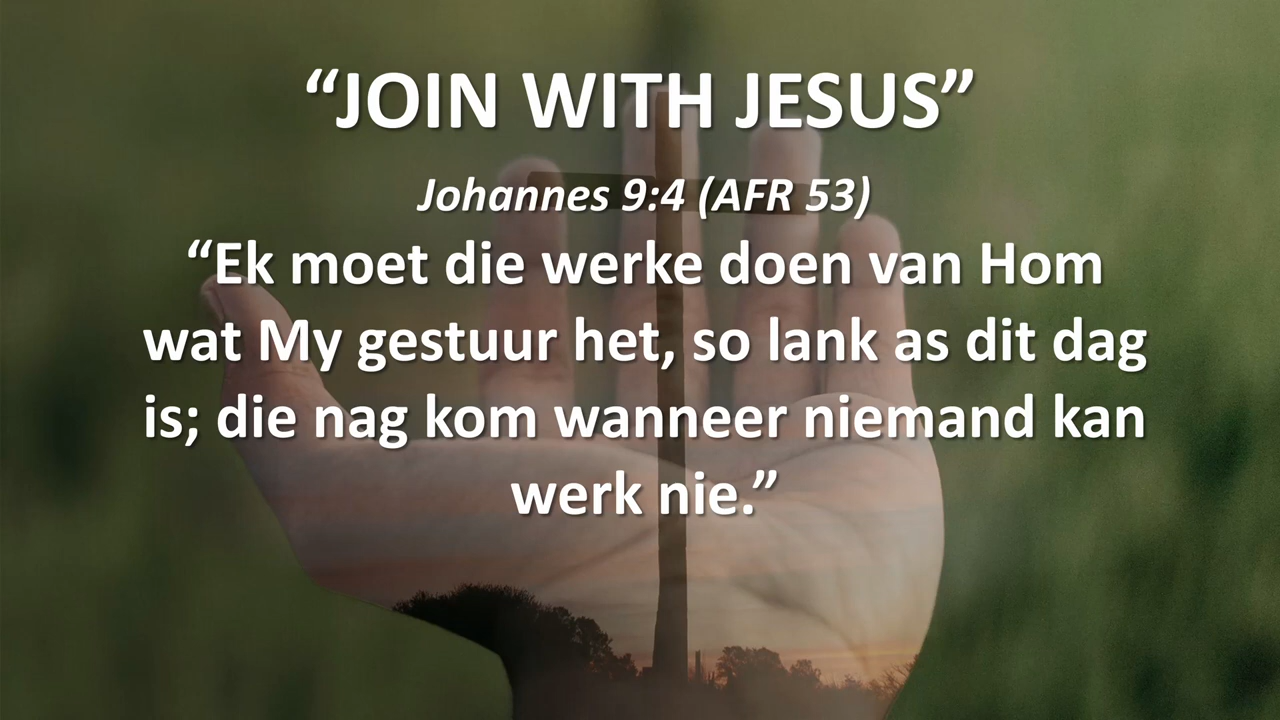 “JOIN WITH JESUS”
Johannes 9:4 (AFR 53)
“Ek moet die werke doen van Hom
wat My gestuur het, so lank as dit dag
is; die nag kom wanneer niemand kan
werk nie.”